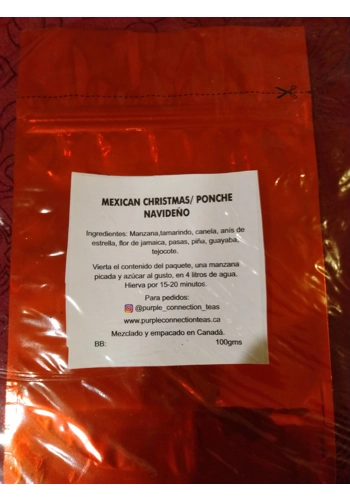 MEXICAN CHRISTMAS/ PONCHE
NAVIDEÑO
Ingredientes: Manzana,tamarindo, canela, anis de
estrella, flor de jamaica, pasas, piña, guayaba,
tejocote.
Vierta el contenido del paquete, una manzana
picada y azúcar al gusto, en 4 litros de agua.
Hierva por 15-20 minutos.
Para pedidos:
@purple_connection_teas
www.purpleconnectionteas.ca
Mezclado y empacado en Canadá.
BB: 100gms